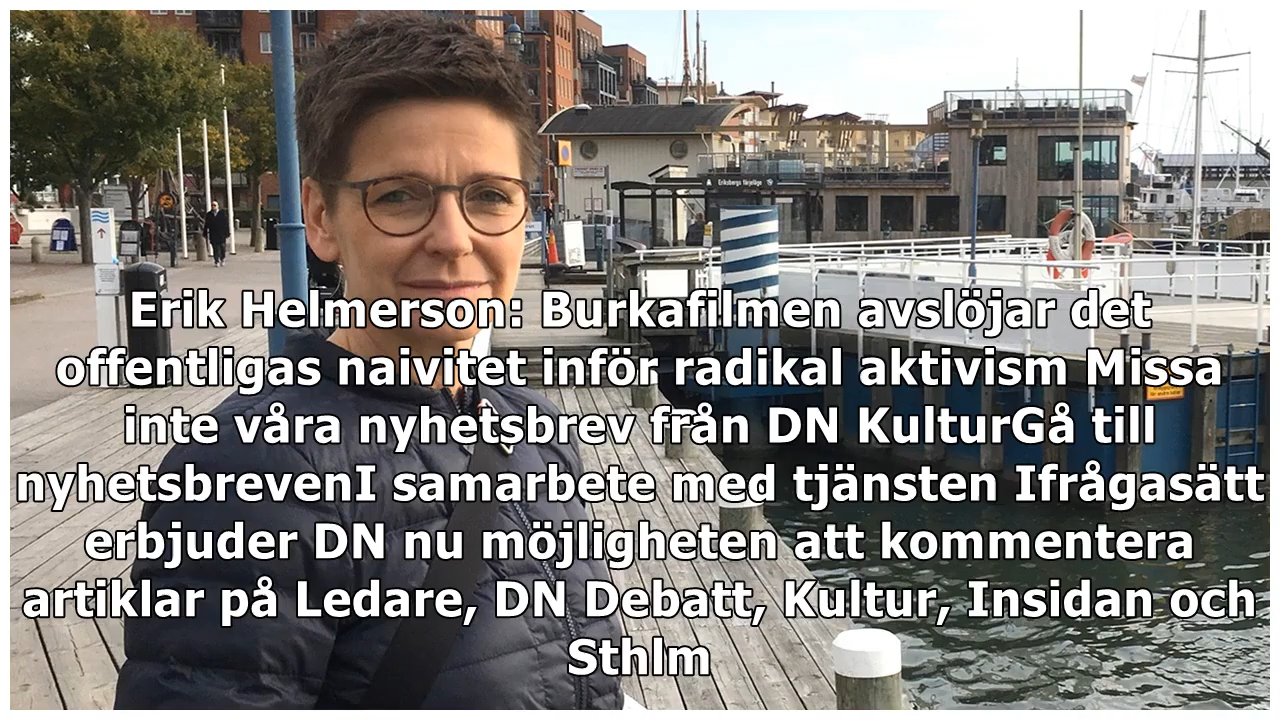 Eriksbergs färjeläge
Erik Helmerson: Burkafilmen avslöjar det
offentligas naivitet inför radikal aktivism Missa
inte våra nyhetsbrev från DN KulturGå till
nyhetsbrevenI samarbete med tjänsten Ifrågasätt
erbjuder DN nu möjligheten att kommentera
artiklar på Ledare, DN Debatt, Kultur, Insidan och
Sthlm